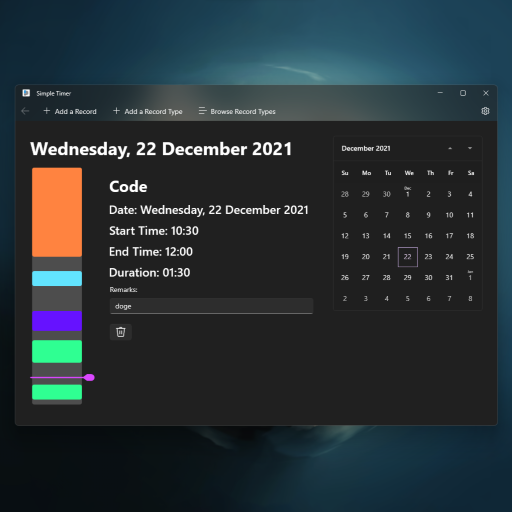 Simple Timer
Add a Record
Add a Record Type
Browse Record Types
Wednesday, 22 December 2021
Code
Date: Wednesday, 22 December 2021
Start Time: 10:30
End Time: 12:00
Duration: 01:30
Remarks:
doge
December 2021
Su Mo Tu We Th Fr Sa
Dec
28 29 30 1 2 3 4
5 6 7 8 9 10 11
12 13 14 15 16 17 18
19 20 21 22 23 24 25
Jan
26 27 28 29 30 31 1
2 3 4 5 6 7 8